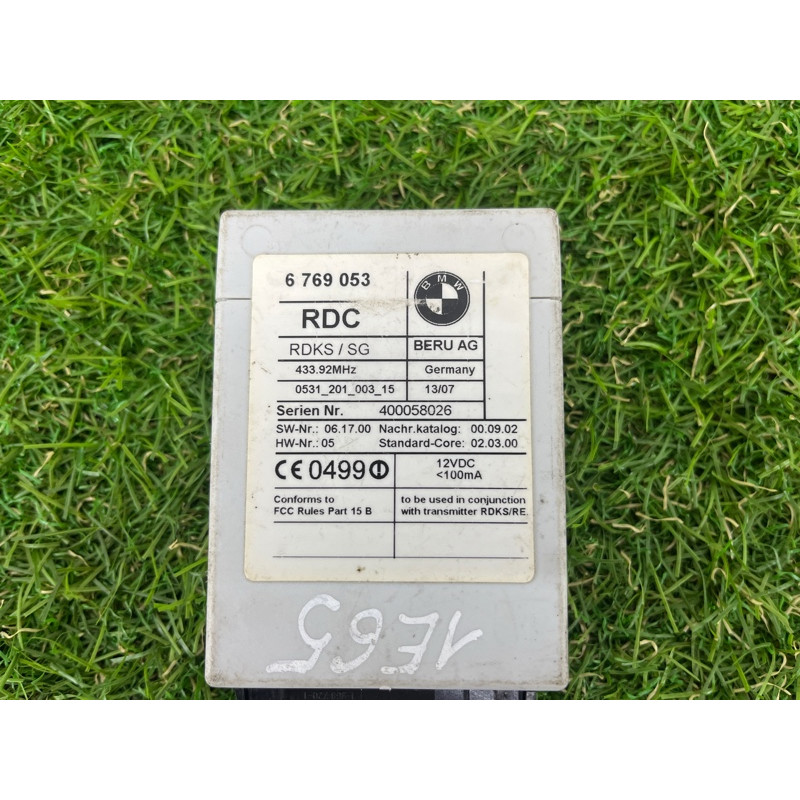 6 769 053
BMW
RDC
RDKS / SG
BERU AG
433.92MHz
Germany
0531_201_003_15
13/07
Serien Nr. 400058026
SW-Nr.: 06.17.00 Nachr.katalog: 00.09.02
HW-Nr.: 05 Standard-Core: 02.03.00
CE 0499
12VDC
<100mA
Conforms to
FCC Rules Part 15 B
to be used in conjunction
with transmitter RDKS/RE.